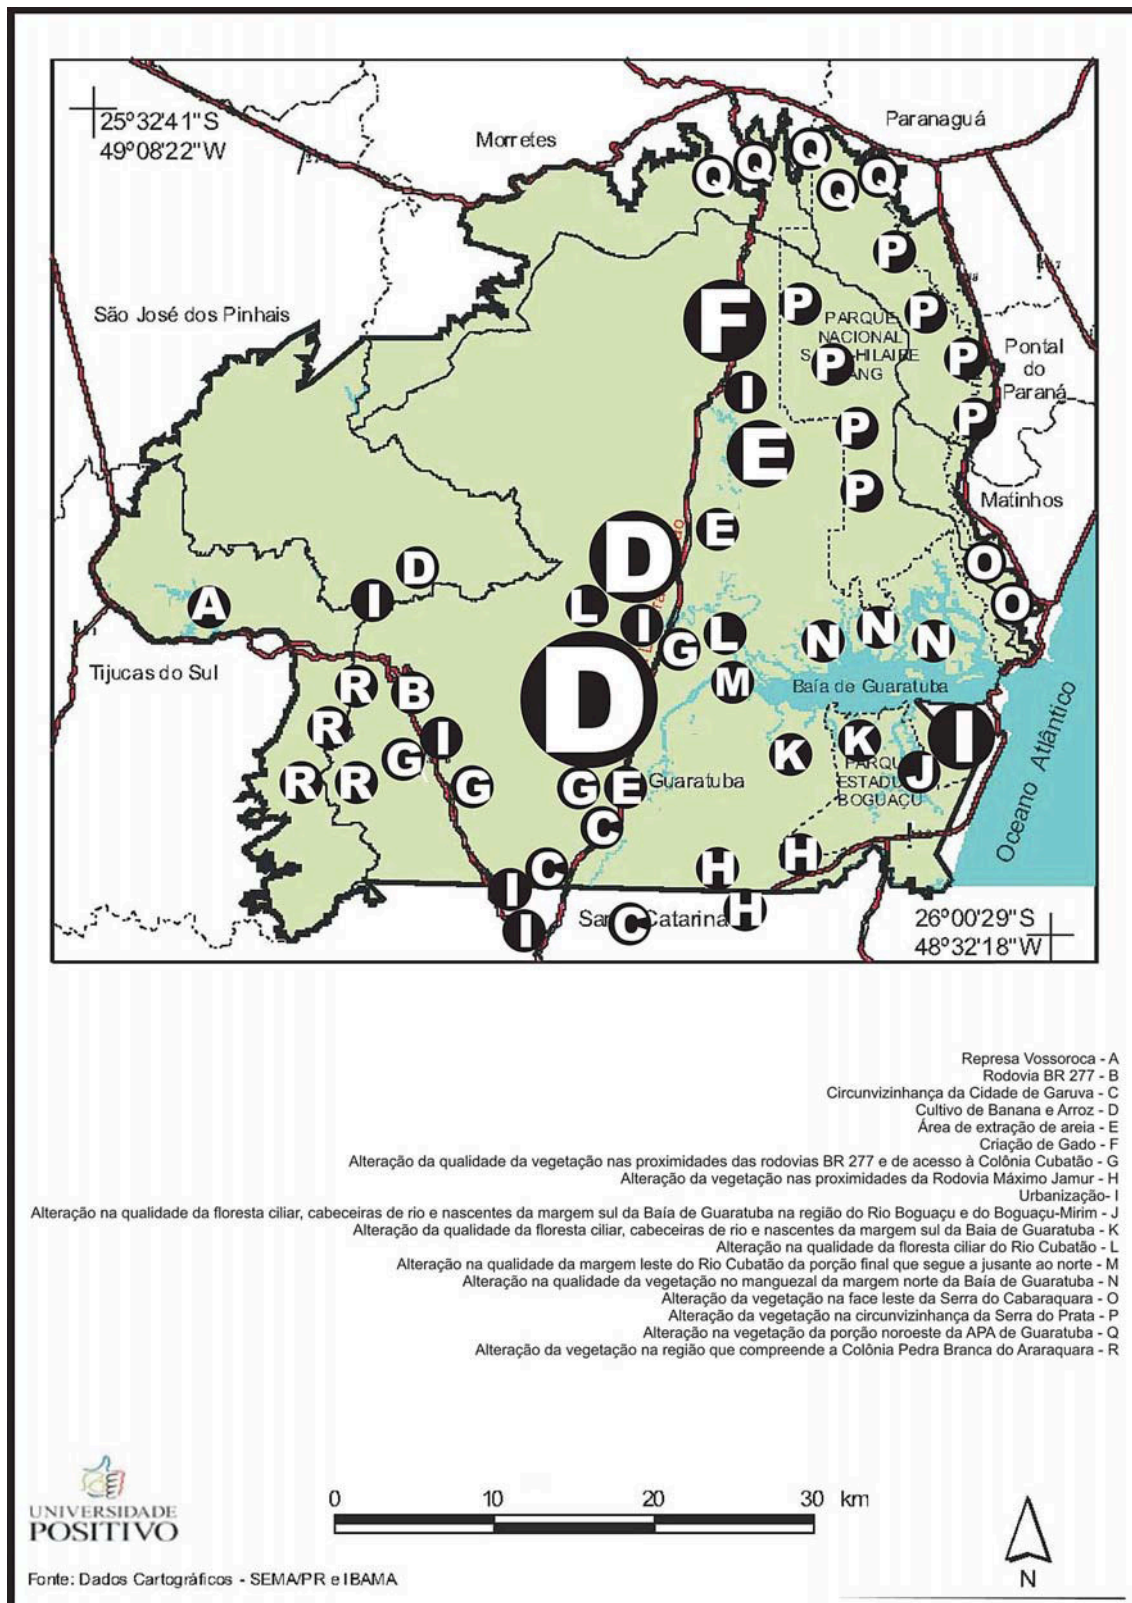 25º32'41"S
49º08'22"W
Morretes
Paranaguá
Q
Q
Q
Q
Q
P
São José dos Pinhais
F
P
P
PARQUE
NACIONAL
HILAIRE
P
P
Pontal
do
Paraná
I
P
P
E
P
Matinhos
E
D
O
D
I
A
L
O
I
L
G
N
N
N
Tijucas do Sul
M
R
B
D
Baía de Guaratuba
R
I
K
K
I
G
J
PARQ
ESTADU
BOGUAÇU
Oceano Atlântico
R
R
G
G
E
Guaratuba
C
H
C
H
I
I
San
C
Catarina
H
26º00'29"S
48º32'18"W
Represa Vossoroca - A
Rodovia BR 277 - B
Circunvizinhança da Cidade de Garuva - C
Cultivo de Banana e Arroz - D
Área de extração de areia - E
Criação de Gado - F
Alteração da qualidade da vegetação nas proximidades das rodovias BR 277 e de acesso à Colônia Cubatão - G
Alteração da vegetação nas proximidades da Rodovia Máximo Jamur - H
Urbanização- I
Alteração na qualidade da floresta ciliar, cabeceiras de rio e nascentes da margem sul da Baía de Guaratuba na região do Rio Boguaçu e do Boguaçu-Mirim - J
Alteração da qualidade da floresta ciliar, cabeceiras de rio e nascentes da margem sul da Baia de Guaratuba - K
Alteração na qualidade da floresta ciliar do Rio Cubatão - L
Alteração na qualidade da margem leste do Rio Cubatão da porção final que segue a jusante ao norte - M
Alteração na qualidade da vegetação no manguezal da margem norte da Baía de Guaratuba - N
Alteração da vegetação na face leste da Serra do Cabaraquara - O
Alteração da vegetação na circunvizinhança da Serra do Prata - P
Alteração na vegetação da porção noroeste da APA de Guaratuba - Q
Alteração da vegetação na região que compreende a Colônia Pedra Branca do Araraquara - R
UNIVERSIDADE
POSITIVO
0 10 20 30 km
N
Fonte: Dados Cartográficos - SEMA/PR e IBAMA